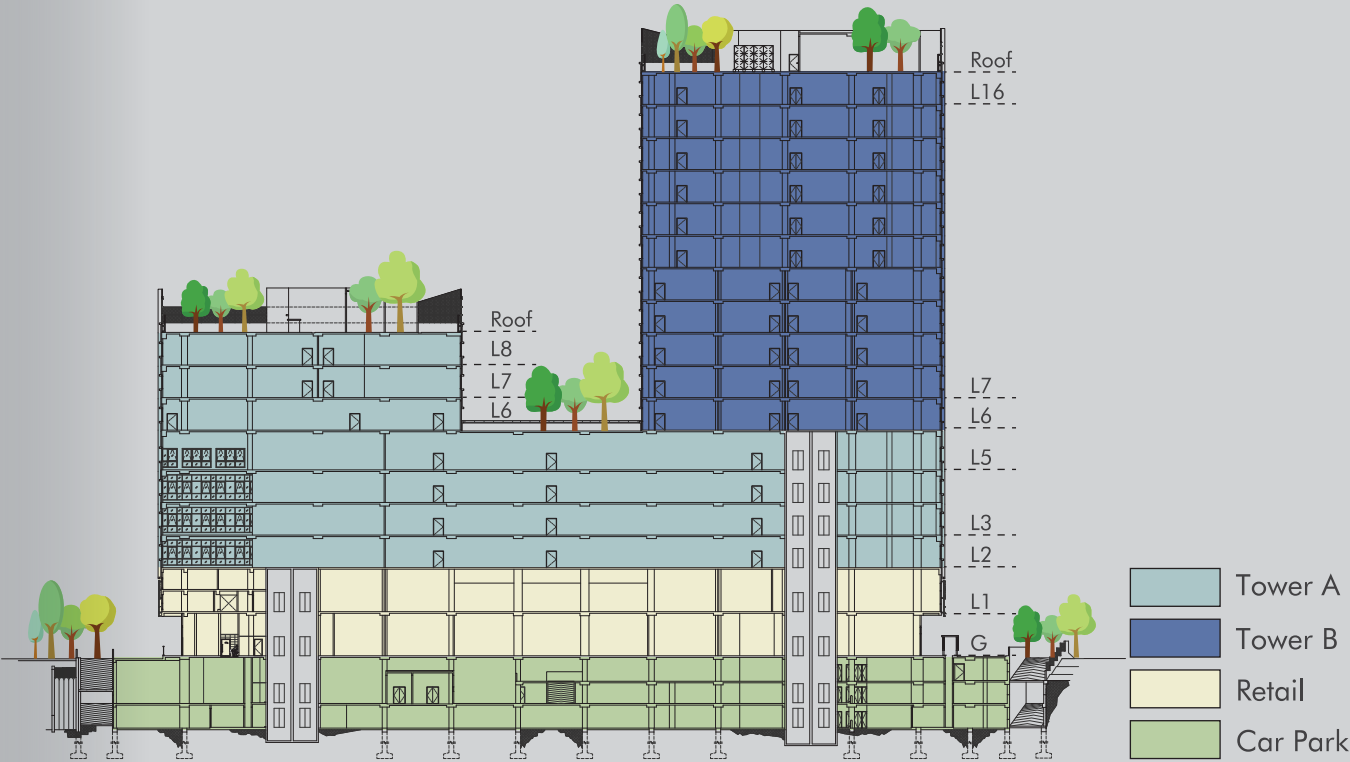 Roof
L16
Roof
L8
L7
L6
L7
L6
L5
L3
L2
L1
G
Tower A
Tower B
Retail
Car Park